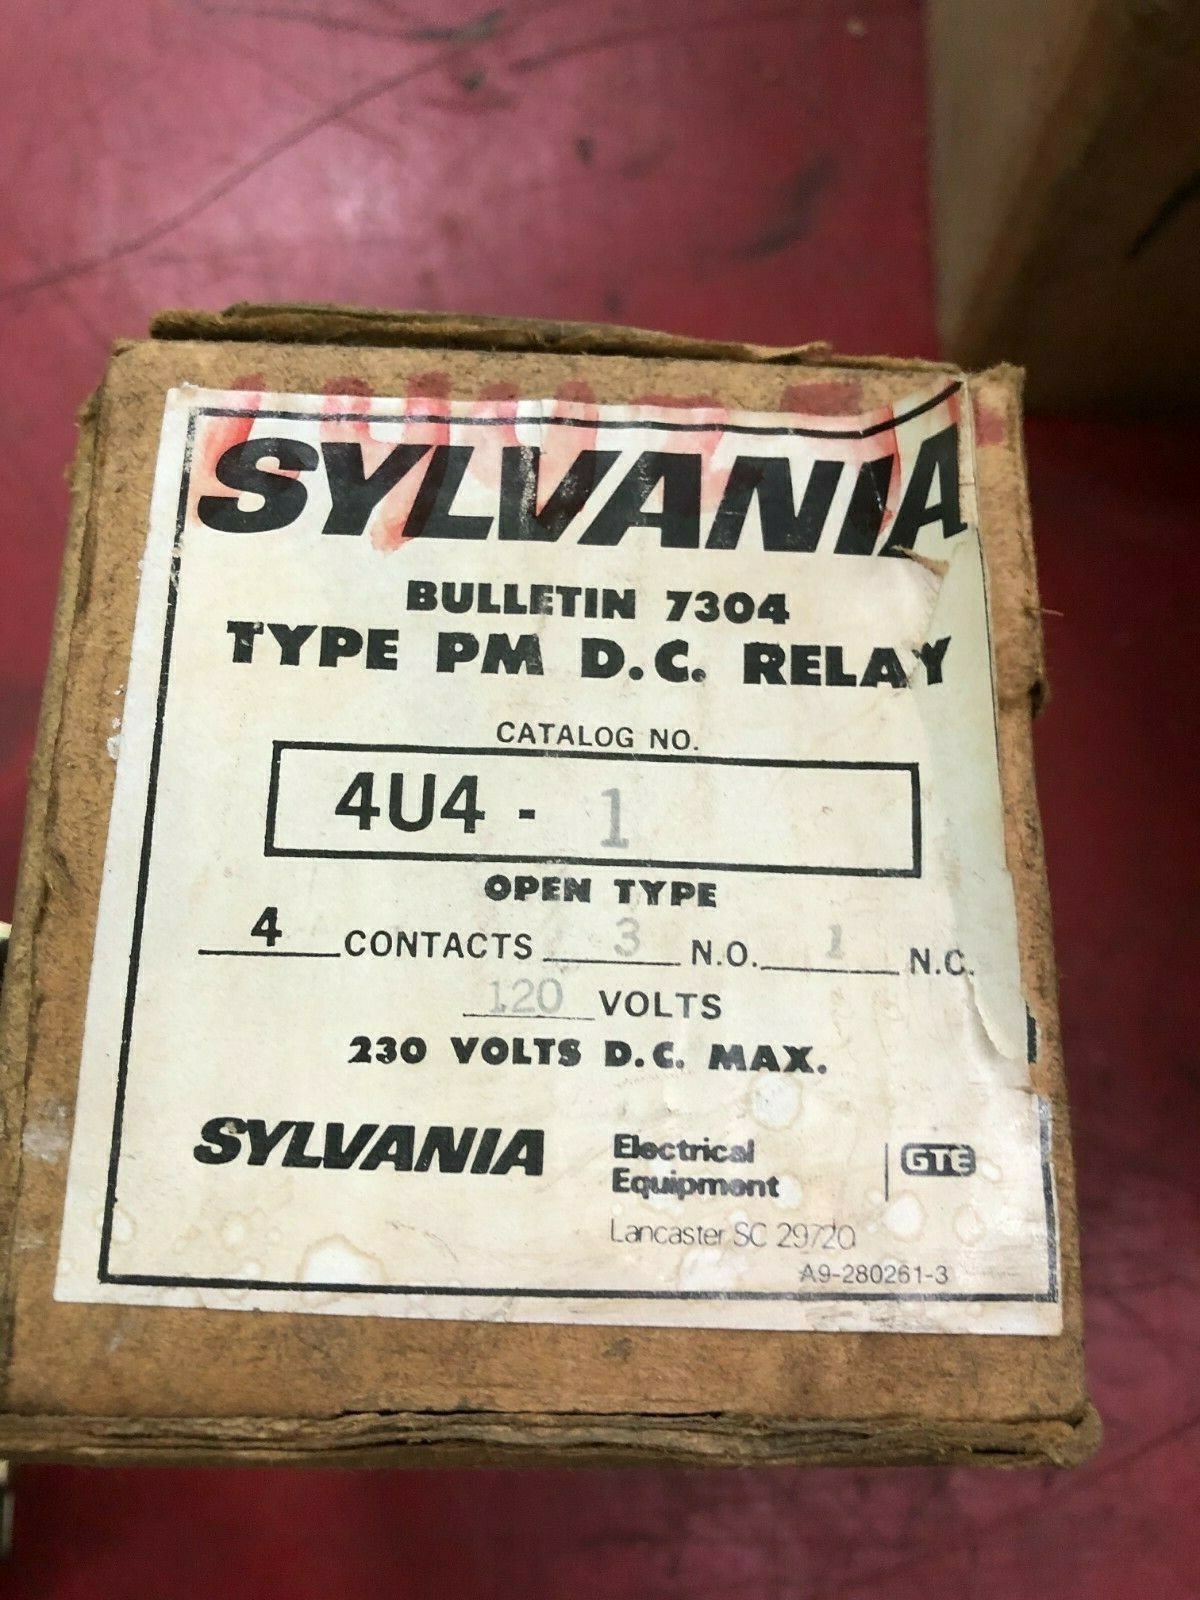 SYLVANIA
BULLETIN 7304
TYPE PM D.C. RELAY
CATALOG NO.
4U4 - 1
OPEN TYPE
4 CONTACTS 3 N.O. 1 N.C.
120 VOLTS
230 VOLTS D.C. MAX.
SYLVANIA Electrical Equipment GTE
Lancaster SC 29720
A9-280261-3